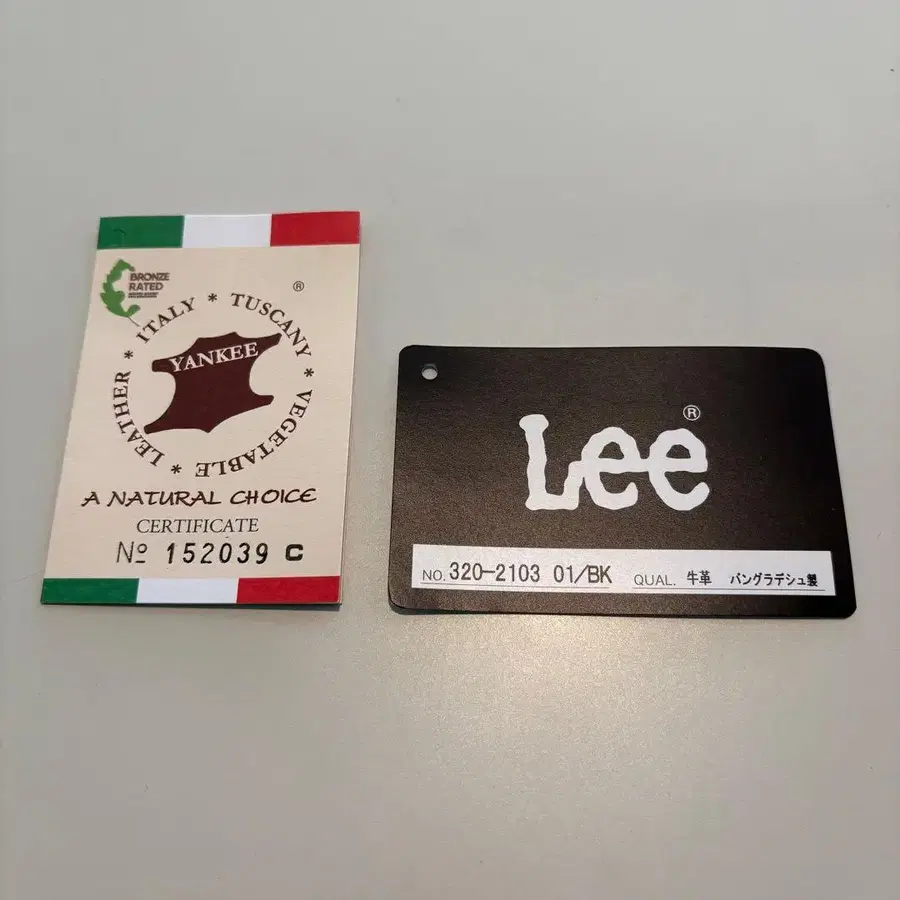 BRONZE
RATED
®
ITALY * TUSCANY * VEGETABLE * LEATHER *
YANKEE
A NATURAL CHOICE
CERTIFICATE
Nº 152039 C
Lee®
NO. 320-2103 01/BK QUAL. 牛革 バングラデシュ製